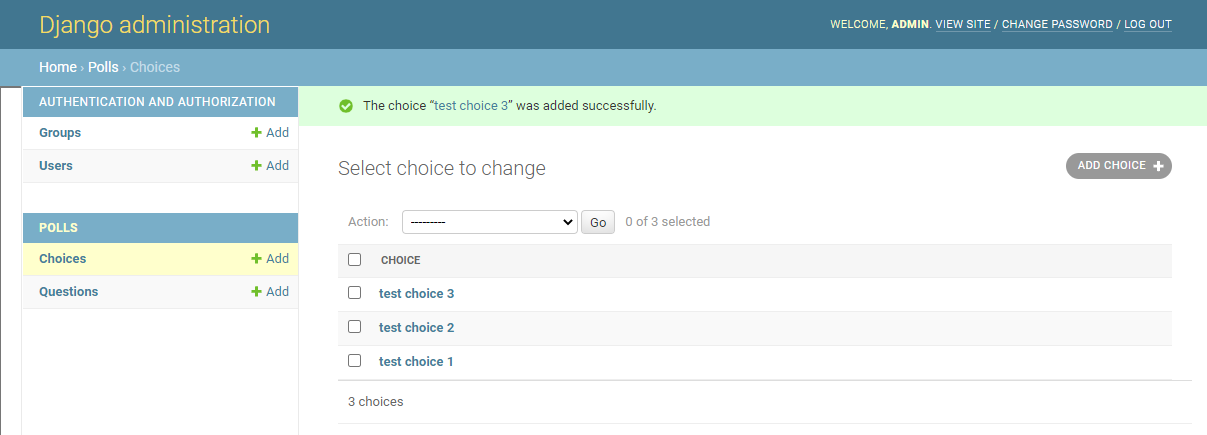 Django administration
WELCOME, ADMIN. VIEW SITE / CHANGE PASSWORD / LOG OUT
Home › Polls › Choices
AUTHENTICATION AND AUTHORIZATION
Groups + Add
Users + Add
POLLS
Choices + Add
Questions + Add
The choice “test choice 3” was added successfully.
Select choice to change
ADD CHOICE +
Action: --------- Go 0 of 3 selected
CHOICE
test choice 3
test choice 2
test choice 1
3 choices